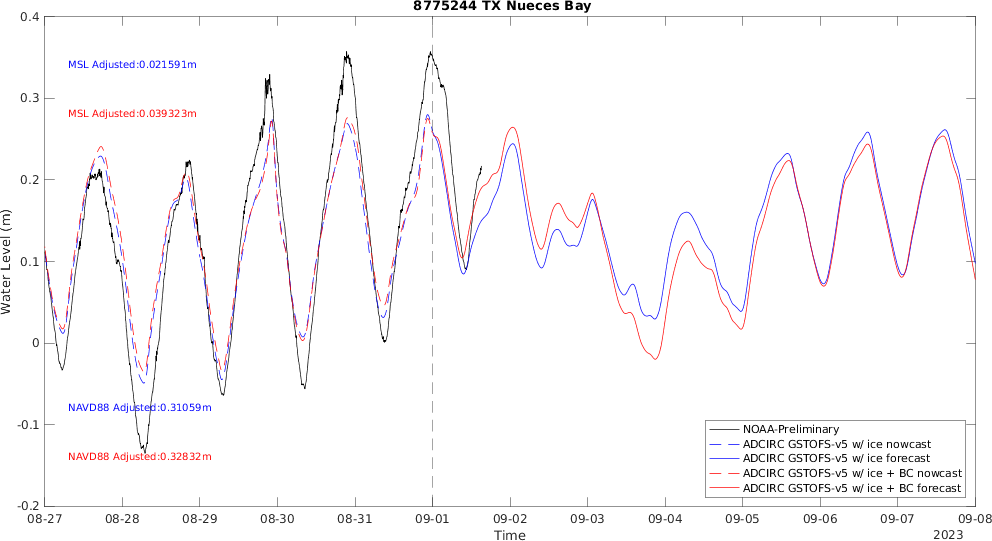 8775244 TX Nueces Bay
0.4
0.3
0.2
0.1
0
-0.1
-0.2
Water Level (m)
MSL Adjusted:0.021591m
MSL Adjusted:0.039323m
NAVD88 Adjusted:0.31059m
NAVD88 Adjusted:0.32832m
NOAA-Preliminary
ADCIRC GSTOFS-v5 w/ ice nowcast
ADCIRC GSTOFS-v5 w/ ice forecast
ADCIRC GSTOFS-v5 w/ ice + BC nowcast
ADCIRC GSTOFS-v5 w/ ice + BC forecast
08-27 08-28 08-29 08-30 08-31 09-01 09-02 09-03 09-04 09-05 09-06 09-07 09-08
Time
2023